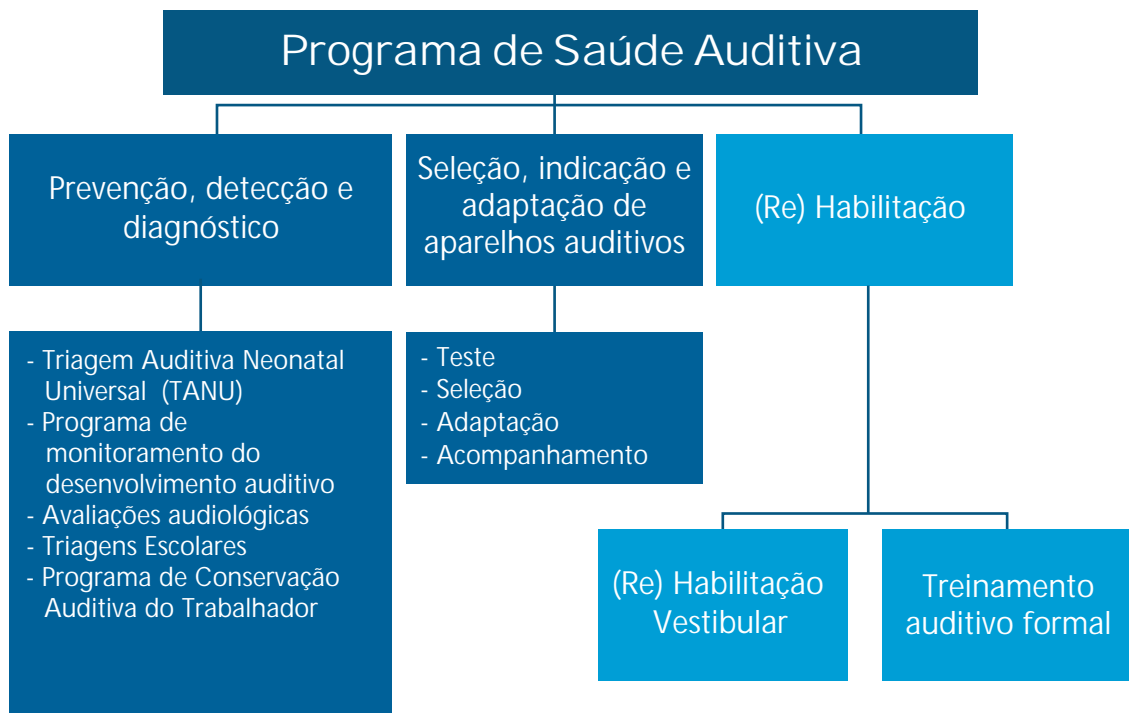 Programa de Saúde Auditiva
Prevenção, detecção e
diagnóstico
Seleção, indicação e
adaptação de
aparelhos auditivos
(Re) Habilitação
- Triagem Auditiva Neonatal
Universal (TANU)
- Programa de
monitoramento do
desenvolvimento auditivo
- Avaliações audiológicas
- Triagens Escolares
- Programa de Conservação
Auditiva do Trabalhador
- Teste
- Seleção
- Adaptação
- Acompanhamento
(Re) Habilitação
Vestibular
Treinamento
auditivo formal